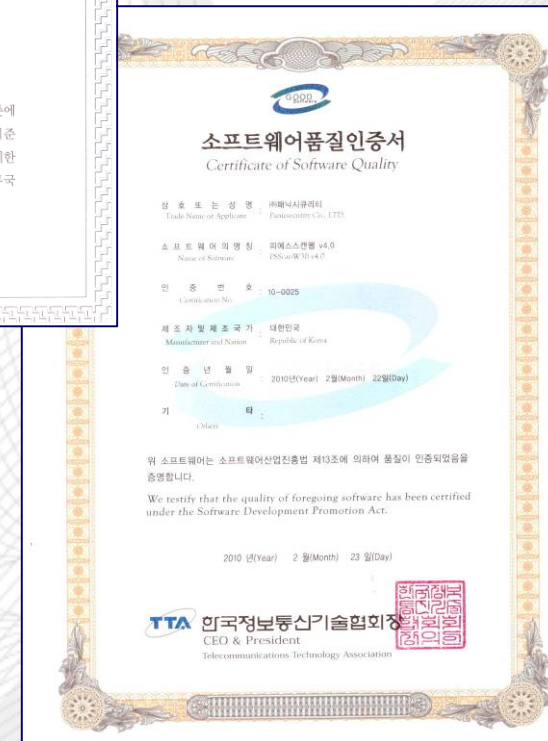 GOOD
Software
소프트웨어품질인증서
Certificate of Software Quality
상 호 또 는 성 명 : ㈜패닉시큐리티
Trade Name or Applicant Panicsecurity Co., LTD.
소 프 트 웨 어 의 명 칭 : 피에스스캔웹 v4.0
Name of Software PSScanW3B v4.0
인 증 번 호 : 10-0025
Certification No.
제 조 자 및 제 조 국 가 : 대한민국
Manufacturer and Nation Republic of Korea
인 증 년 월 일 : 2010년(Year) 2월(Month) 22일(Day)
Date of Certification
기 타 :
Others
위 소프트웨어는 소프트웨어산업진흥법 제13조에 의하여 품질이 인증되었음을
증명합니다.
We testify that the quality of foregoing software has been certified
under the Software Development Promotion Act.
2010 년(Year) 2 월(Month) 23 일(Day)
TTA 한국정보통신기술협회장
CEO & President
Telecommunications Technology Association